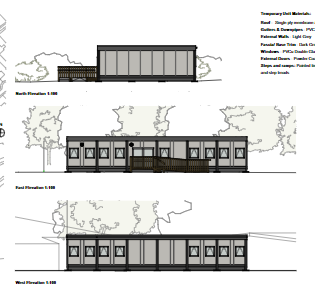 Temporary Unit Materials:
Roof   Single ply membrane
Gutters & Downpipes   PVC
External Walls   Light Grey
Fascia/ Base Trim   Dark Gr
Windows   PVCu Double Gla
External Doors   Powder Co
Steps and ramps: Painted ti
and step treads
North Elevation 1:100
East Elevation 1:100
West Elevation 1:100